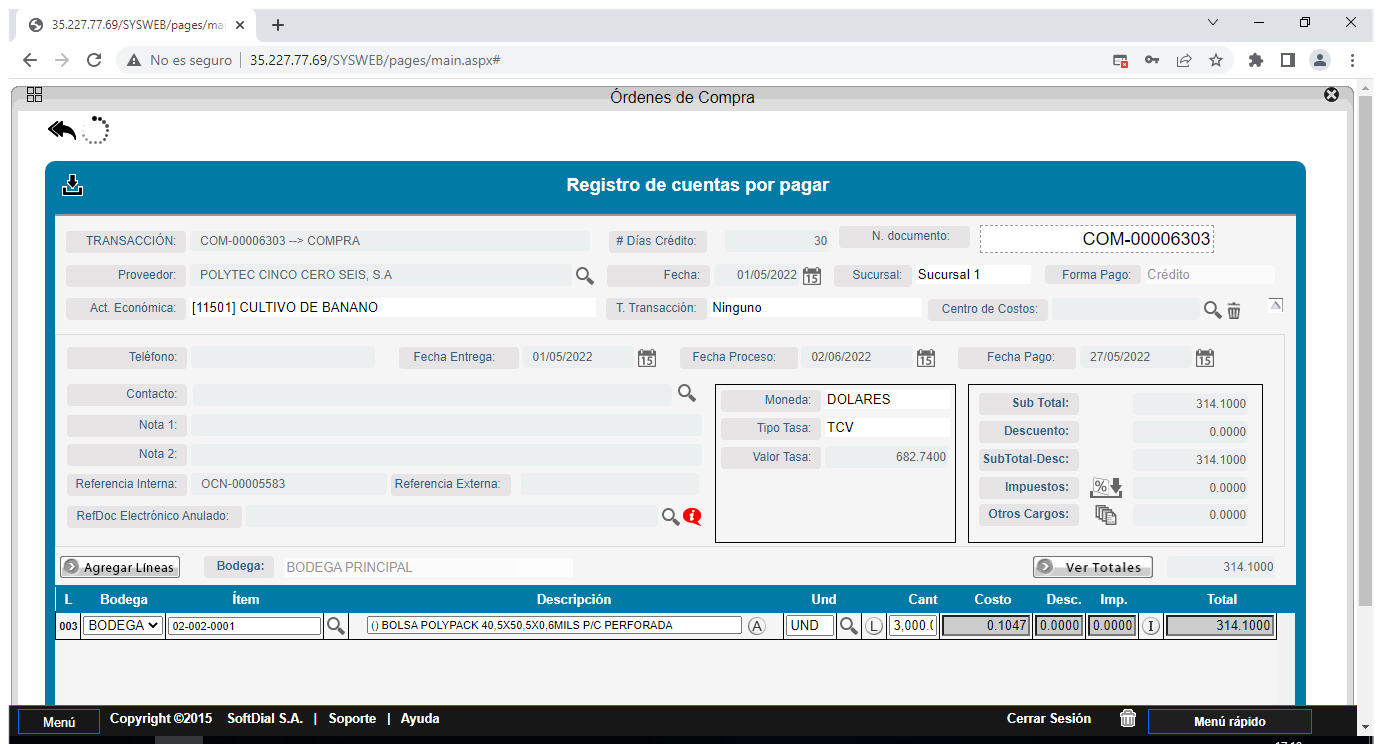 35.227.77.69/SYSWEB/pages/ma
No es seguro 35.227.77.69/SYSWEB/pages/main.aspx#
Órdenes de Compra
Registro de cuentas por pagar
TRANSACCIÓN: COM-00006303 --> COMPRA # Días Crédito: 30 N. documento: COM-00006303
Proveedor: POLYTEC CINCO CERO SEIS, S.A Fecha: 01/05/2022 15 Sucursal: Sucursal 1 Forma Pago: Crédito
Act. Económica: [11501] CULTIVO DE BANANO T. Transacción: Ninguno Centro de Costos:
Teléfono: Fecha Entrega: 01/05/2022 15 Fecha Proceso: 02/06/2022 15 Fecha Pago: 27/05/2022 15
Contacto: Moneda: DOLARES Sub Total: 314.1000
Nota 1: Tipo Tasa: TCV Descuento: 0.0000
Nota 2: Valor Tasa: 682.7400 SubTotal-Desc: 314.1000
Referencia Interna: OCN-00005583 Referencia Externa: Impuestos: % 0.0000
RefDoc Electrónico Anulado: i Otros Cargos: 0.0000
Agregar Líneas Bodega: BODEGA PRINCIPAL Ver Totales 314.1000
L Bodega Ítem Descripción Und Cant Costo Desc. Imp. Total
003 BODEGA 02-002-0001 () BOLSA POLYPACK 40,5X50,5X0,6MILS P/C PERFORADA A UND L 3,000.( 0.1047 0.0000 0.0000 I 314.1000
Menú Copyright ©2015 SoftDial S.A. | Soporte | Ayuda Cerrar Sesión Menú rápido